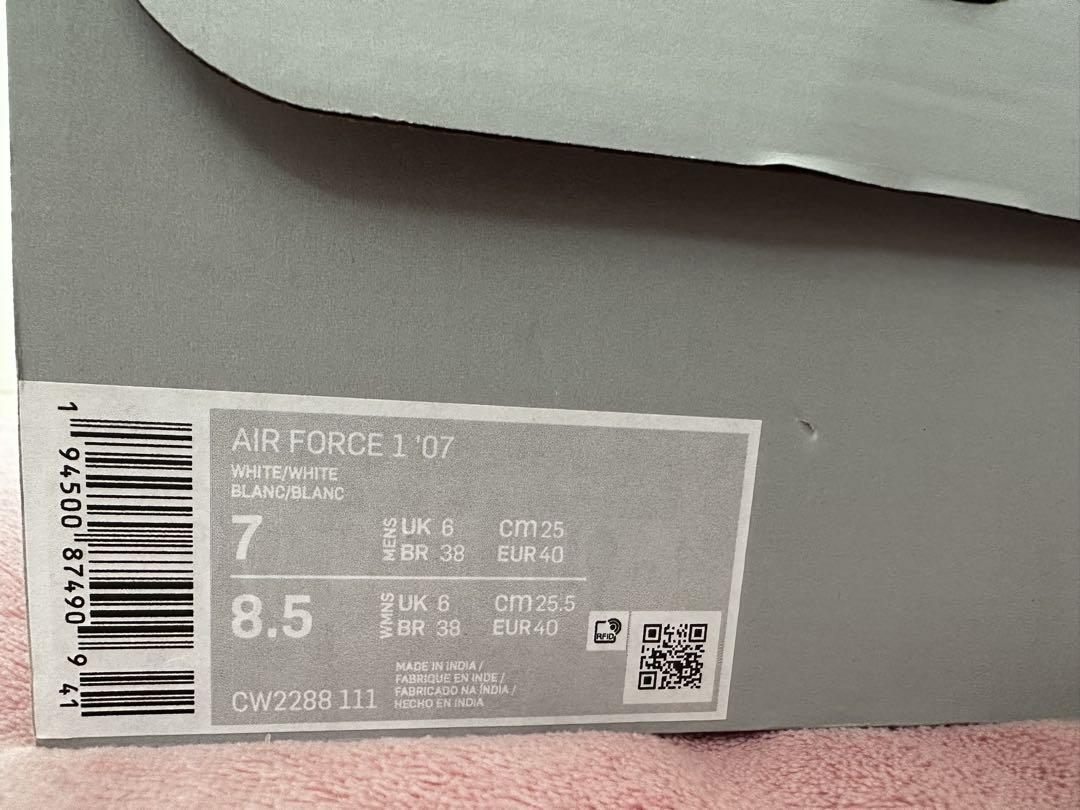 AIR FORCE 1 '07
WHITE/WHITE
BLANC/BLANC
7 MENS UK 6 cm 25
BR 38 EUR 40
8.5 WMNS UK 6 cm 25.5
BR 38 EUR 40
RFID
MADE IN INDIA /
FABRIQUE EN INDE /
FABRICADO NA ÍNDIA /
HECHO EN INDIA
CW2288 111
1 94500 87490 9 41